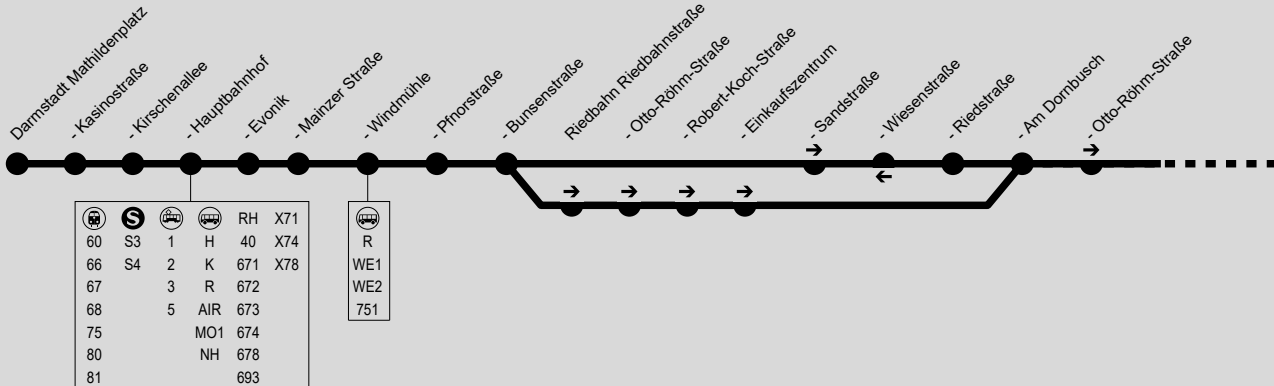 Darmstadt Mathildenplatz
- Kasinostraße
- Kirschenallee
- Hauptbahnhof
- Evonik
- Mainzer Straße
- Windmühle
- Pfnorstraße
- Bunsenstraße
Riedbahn Riedbahnstraße
- Otto-Röhm-Straße
- Robert-Koch-Straße
- Einkaufszentrum
- Sandstraße
- Wiesenstraße
- Riedstraße
- Am Dornbusch
- Otto-Röhm-Straße
S RH X71
60 S3 1 H 40 X74
66 S4 2 K 671 X78
67 3 R 672
68 5 AIR 673
75 MO1 674
80 NH 678
81 693
R
WE1
WE2
751